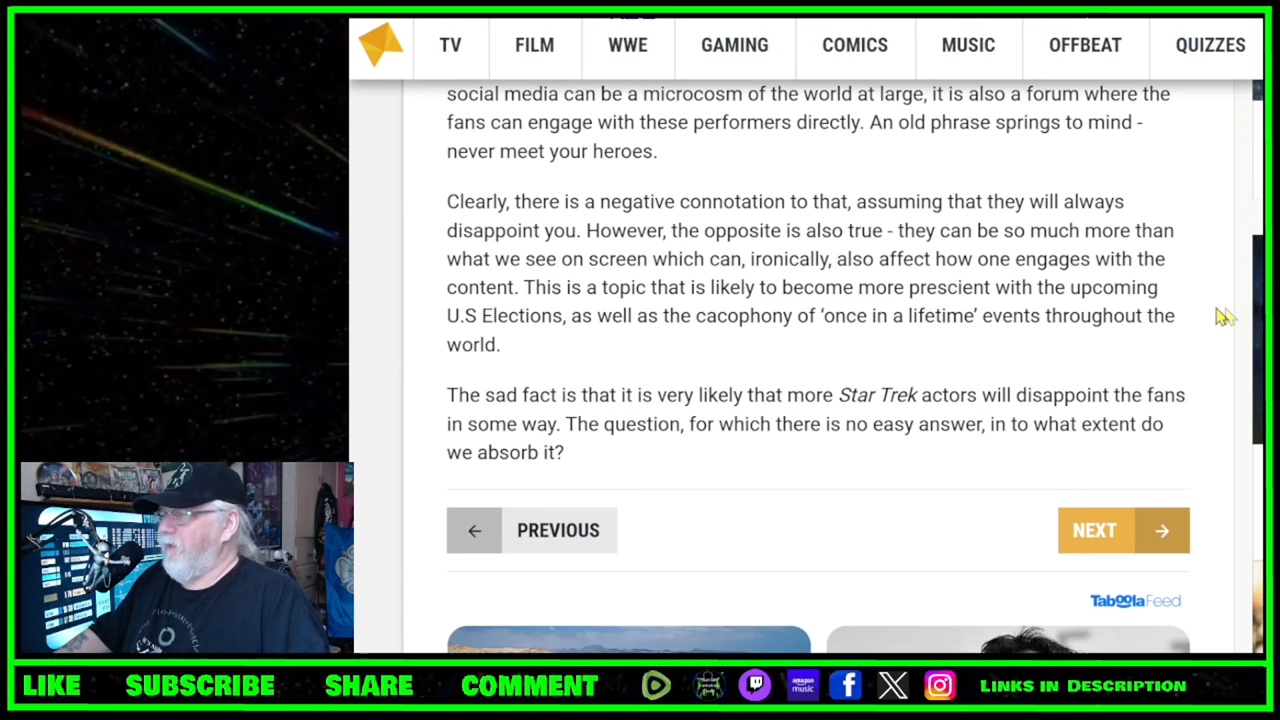 TV
FILM
WWE
GAMING
COMICS
MUSIC
OFFBEAT
QUIZZES
social media can be a microcosm of the world at large, it is also a forum where the
fans can engage with these performers directly. An old phrase springs to mind -
never meet your heroes.
Clearly, there is a negative connotation to that, assuming that they will always
disappoint you. However, the opposite is also true - they can be so much more than
what we see on screen which can, ironically, also affect how one engages with the
content. This is a topic that is likely to become more prescient with the upcoming
U.S Elections, as well as the cacophony of ‘once in a lifetime’ events throughout the
world.
The sad fact is that it is very likely that more Star Trek actors will disappoint the fans
in some way. The question, for which there is no easy answer, in to what extent do
we absorb it?
← PREVIOUS
NEXT →
Taboola Feed
LIKE
SUBSCRIBE
SHARE
COMMENT
amazon
music
LINKS IN DESCRIPTION